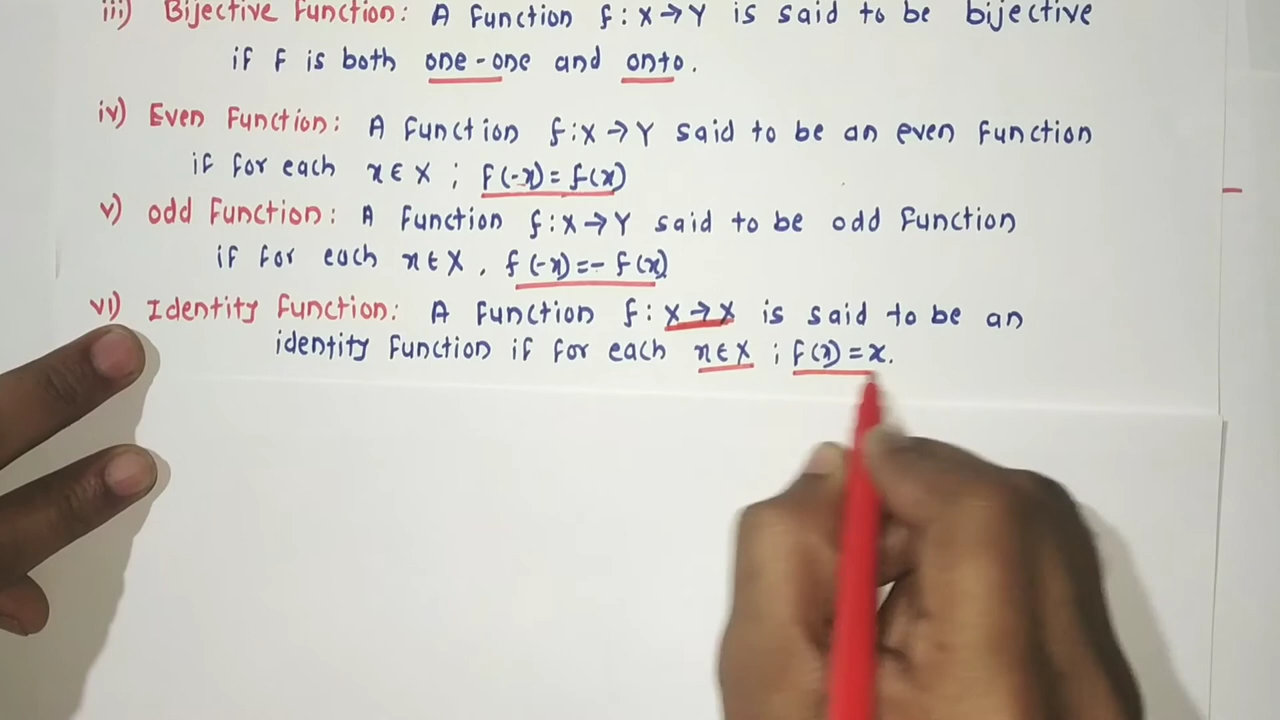 iii) Bijective Function: A function f: X→Y is said to be bijective
if f is both one-one and onto.
iv) Even Function: A function f: X→Y said to be an even function
if for each x ∈ X ; f(-x) = f(x)
v) odd Function: A function f: X→Y said to be odd function
if for each x ∈ X , f(-x) = - f(x)
vi) Identity Function: A function f: X→X is said to be an
identity function if for each x ∈ X ; f(x) = x.